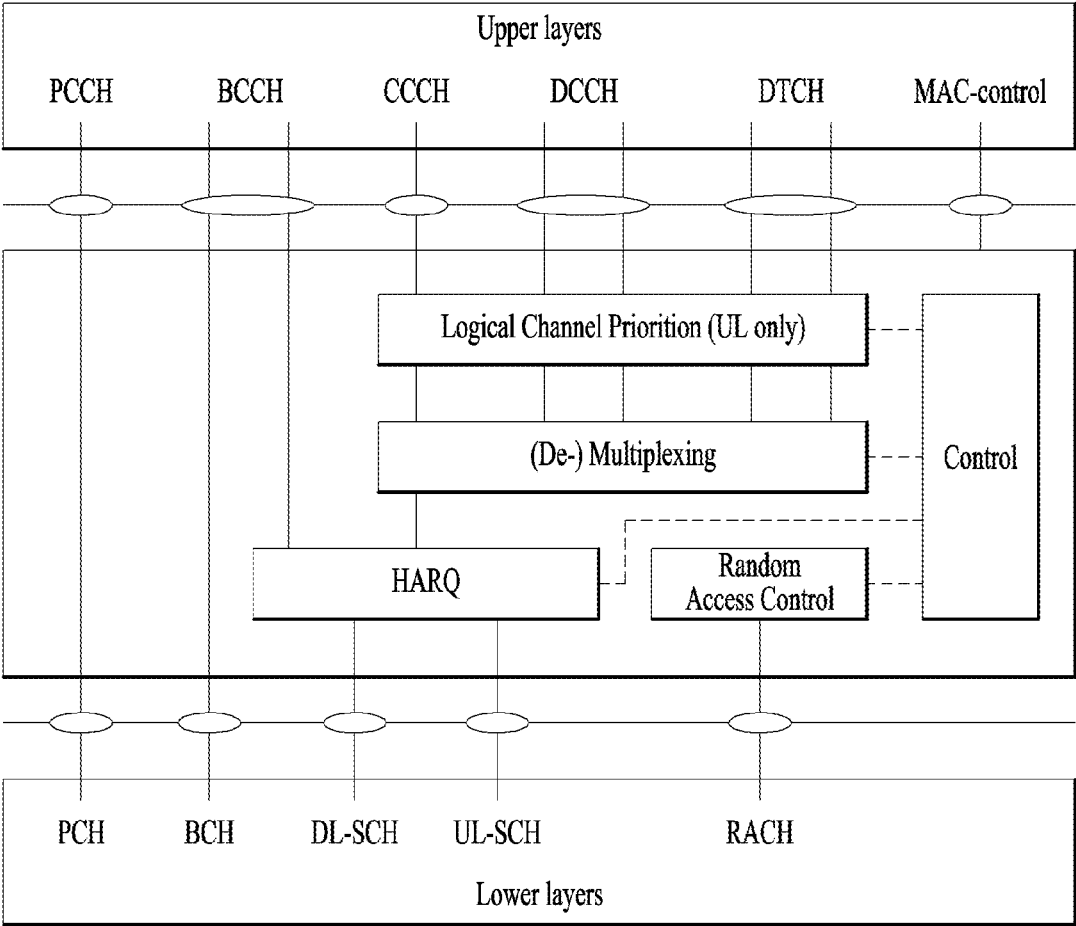 Upper layers
PCCH BCCH CCCH DCCH DTCH MAC-control
Logical Channel Priorition (UL only)
(De-) Multiplexing
Control
HARQ
Random
Access Control
PCH BCH DL-SCH UL-SCH RACH
Lower layers